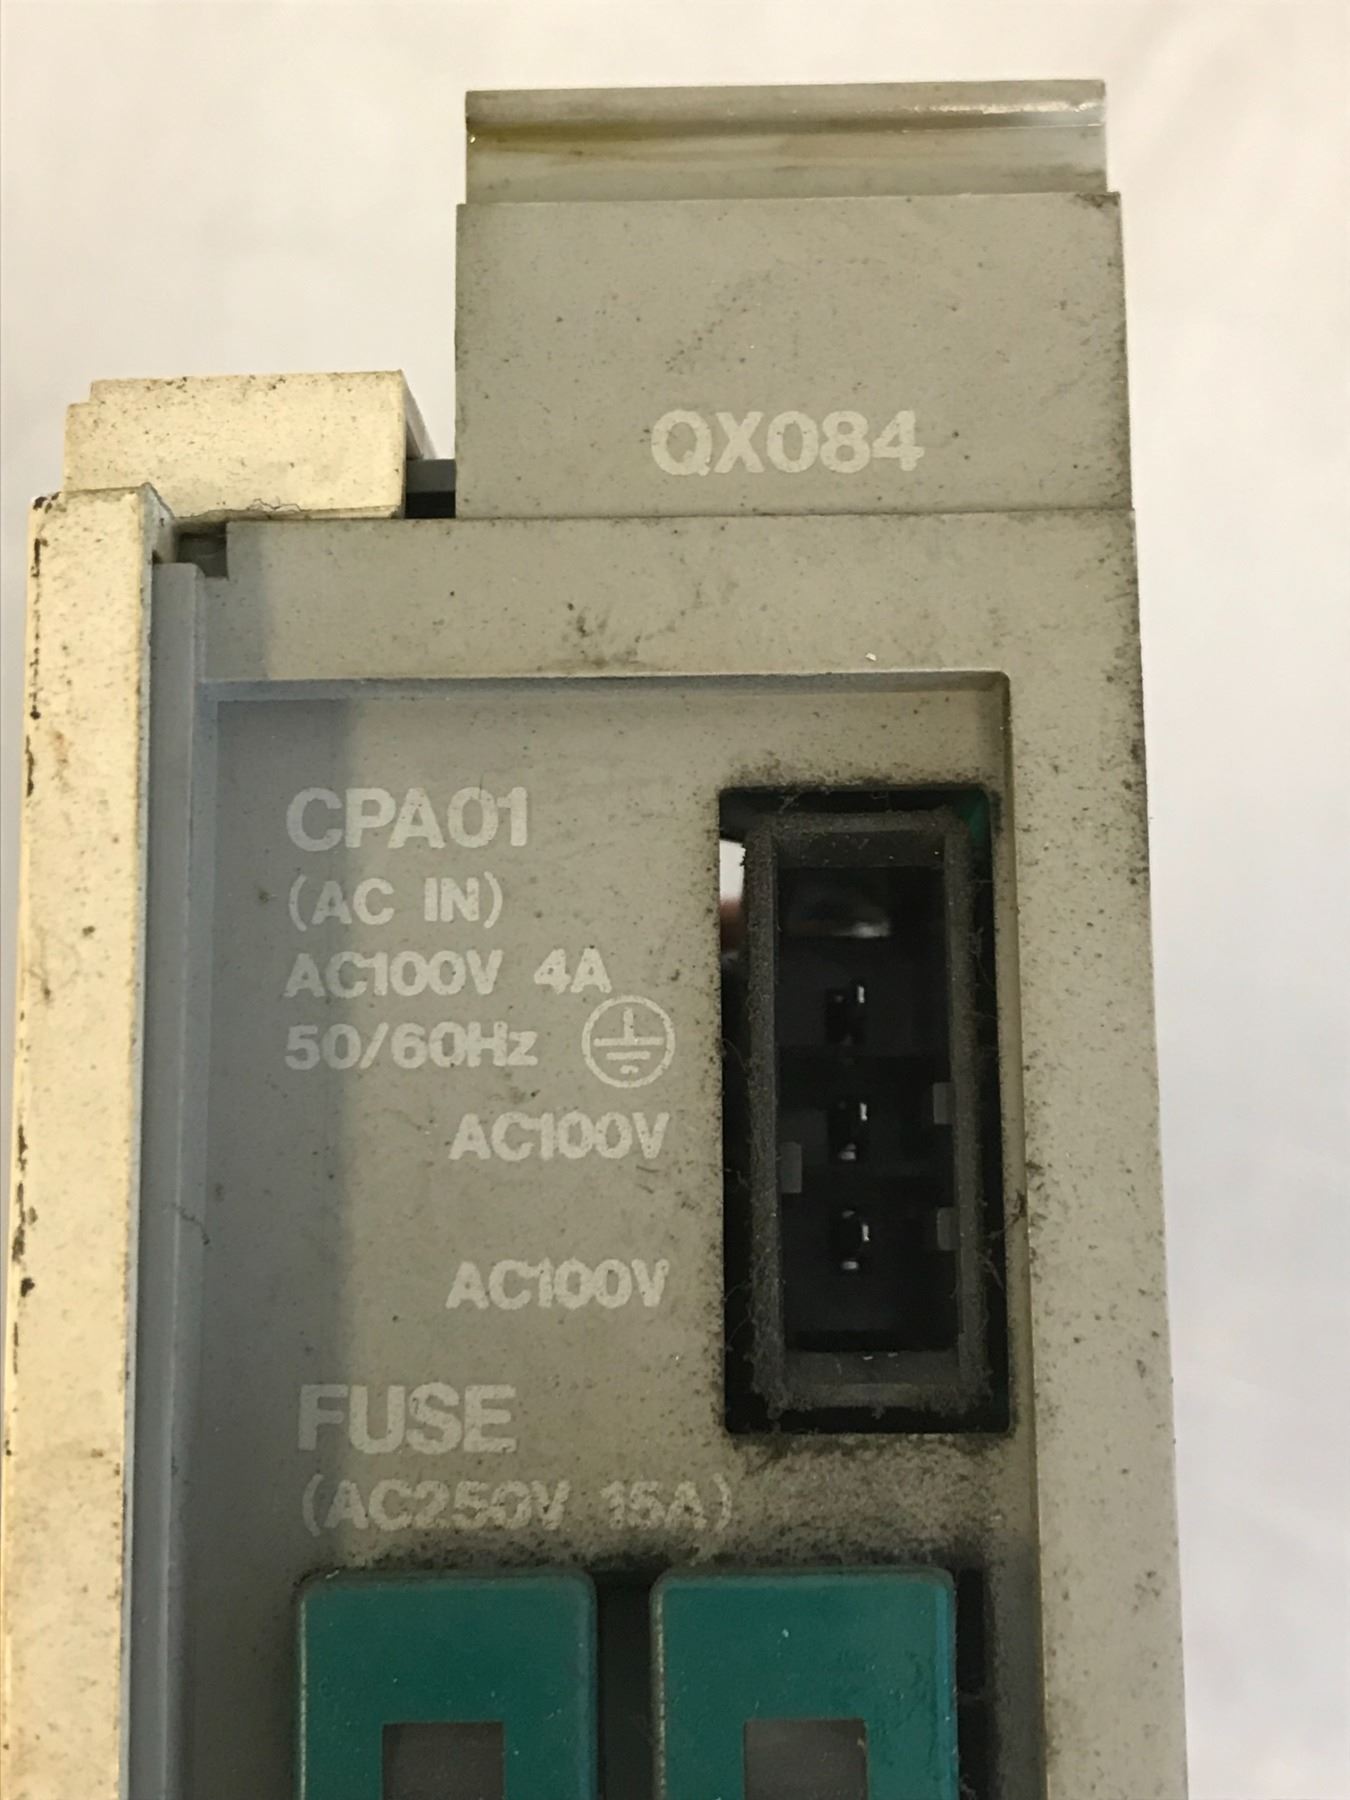 QX084
CPA01
(AC IN)
AC100V 4A
50/60Hz
AC100V
AC100V
FUSE
(AC250V 15A)